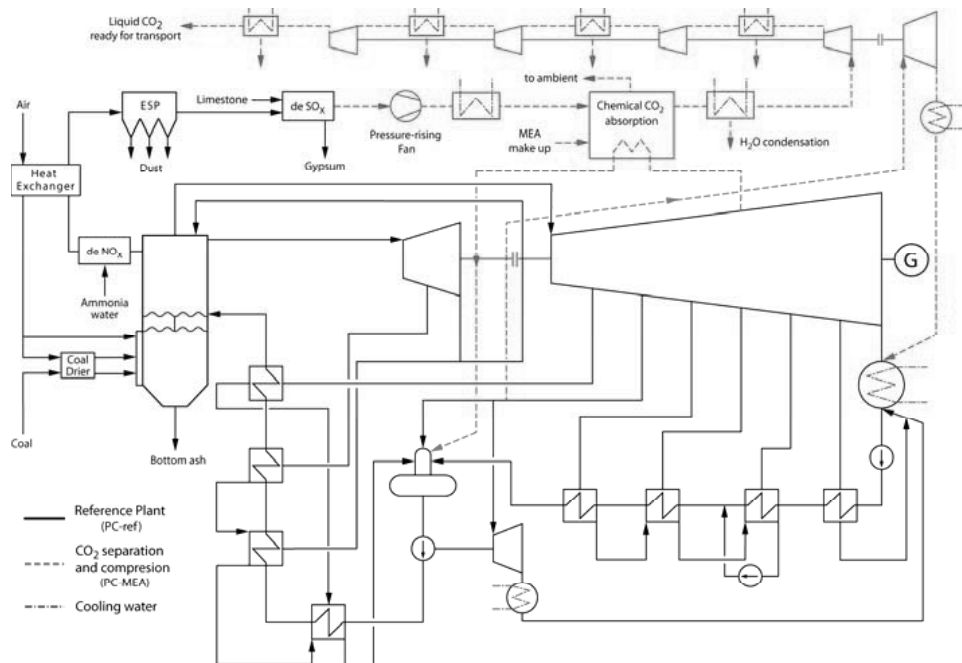 Liquid CO2
ready for transport
to ambient
Air
ESP
Limestone
de SOX
Chemical CO2
absorption
Pressure-rising
Fan
MEA
make up
H2O condensation
Dust
Gypsum
Heat
Exchanger
de NOX
Ammonia
water
G
Coal
Drier
Coal
Bottom ash
Reference Plant
(PC-ref)
CO2 separation
and compresion
(PC-MEA)
Cooling water